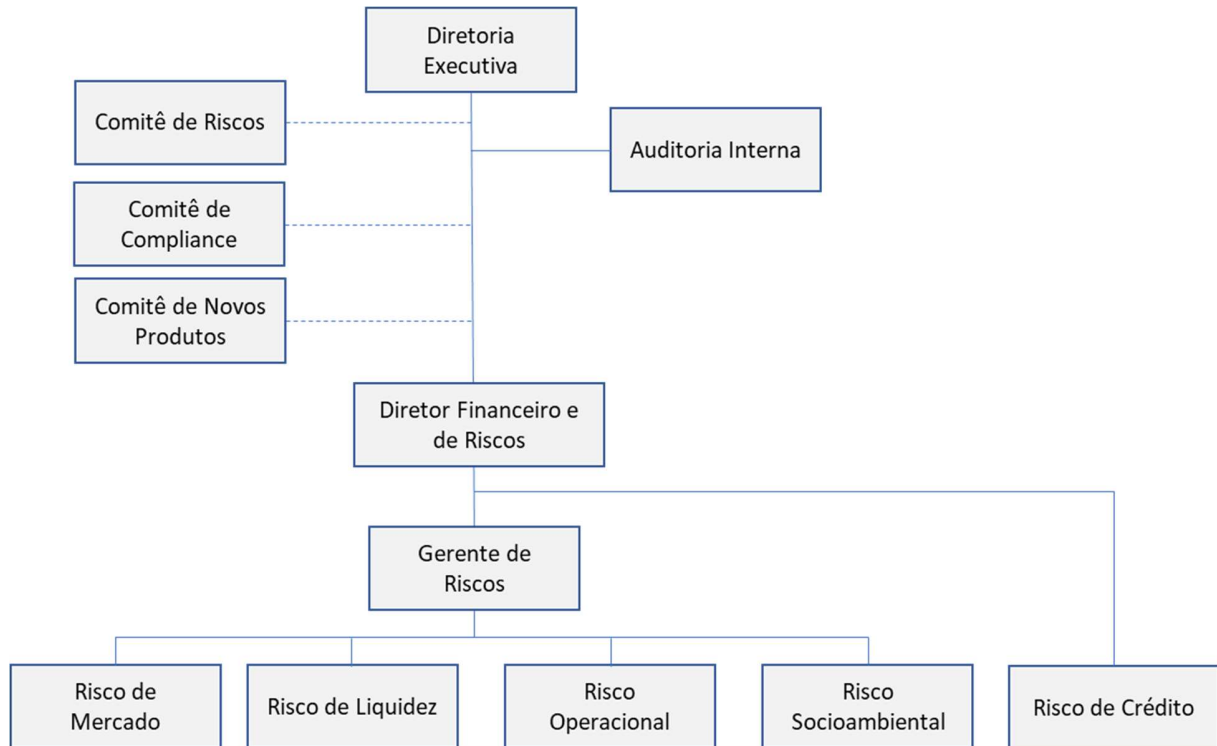 Diretoria
Executiva
Comitê de Riscos
Auditoria Interna
Comitê de
Compliance
Comitê de Novos
Produtos
Diretor Financeiro e
de Riscos
Gerente de
Riscos
Risco de
Mercado
Risco de Liquidez
Risco
Operacional
Risco
Socioambiental
Risco de Crédito